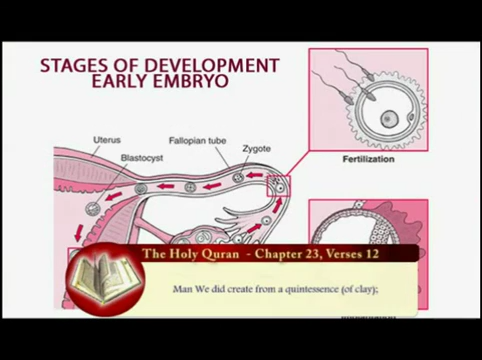 STAGES OF DEVELOPMENT
EARLY EMBRYO
Uterus
Fallopian tube
Zygote
Blastocyst
Fertilization
The Holy Quran - Chapter 23, Verses 12
Man We did create from a quintessence (of clay);